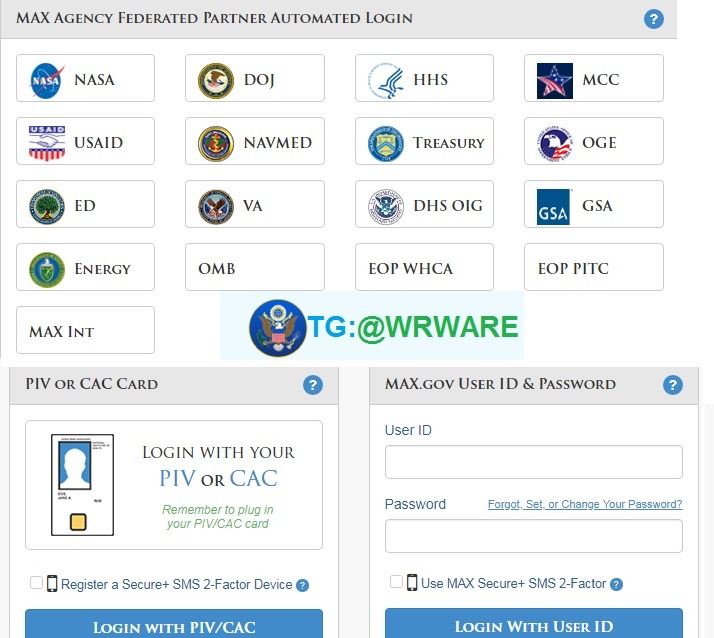 MAX Agency Federated Partner Automated Login ?
NASA DOJ HHS MCC
USAID NAVMED Treasury OGE
ED VA DHS OIG GSA
Energy OMB EOP WHCA EOP PITC
MAX Int
TG:@WRWARE
PIV or CAC Card ?
Login with your
PIV or CAC
Remember to plug in
your PIV/CAC card
Register a Secure+ SMS 2-Factor Device ?
Login with PIV/CAC
MAX.gov User ID & Password ?
User ID
Password Forgot, Set, or Change Your Password?
Use MAX Secure+ SMS 2-Factor ?
Login With User ID